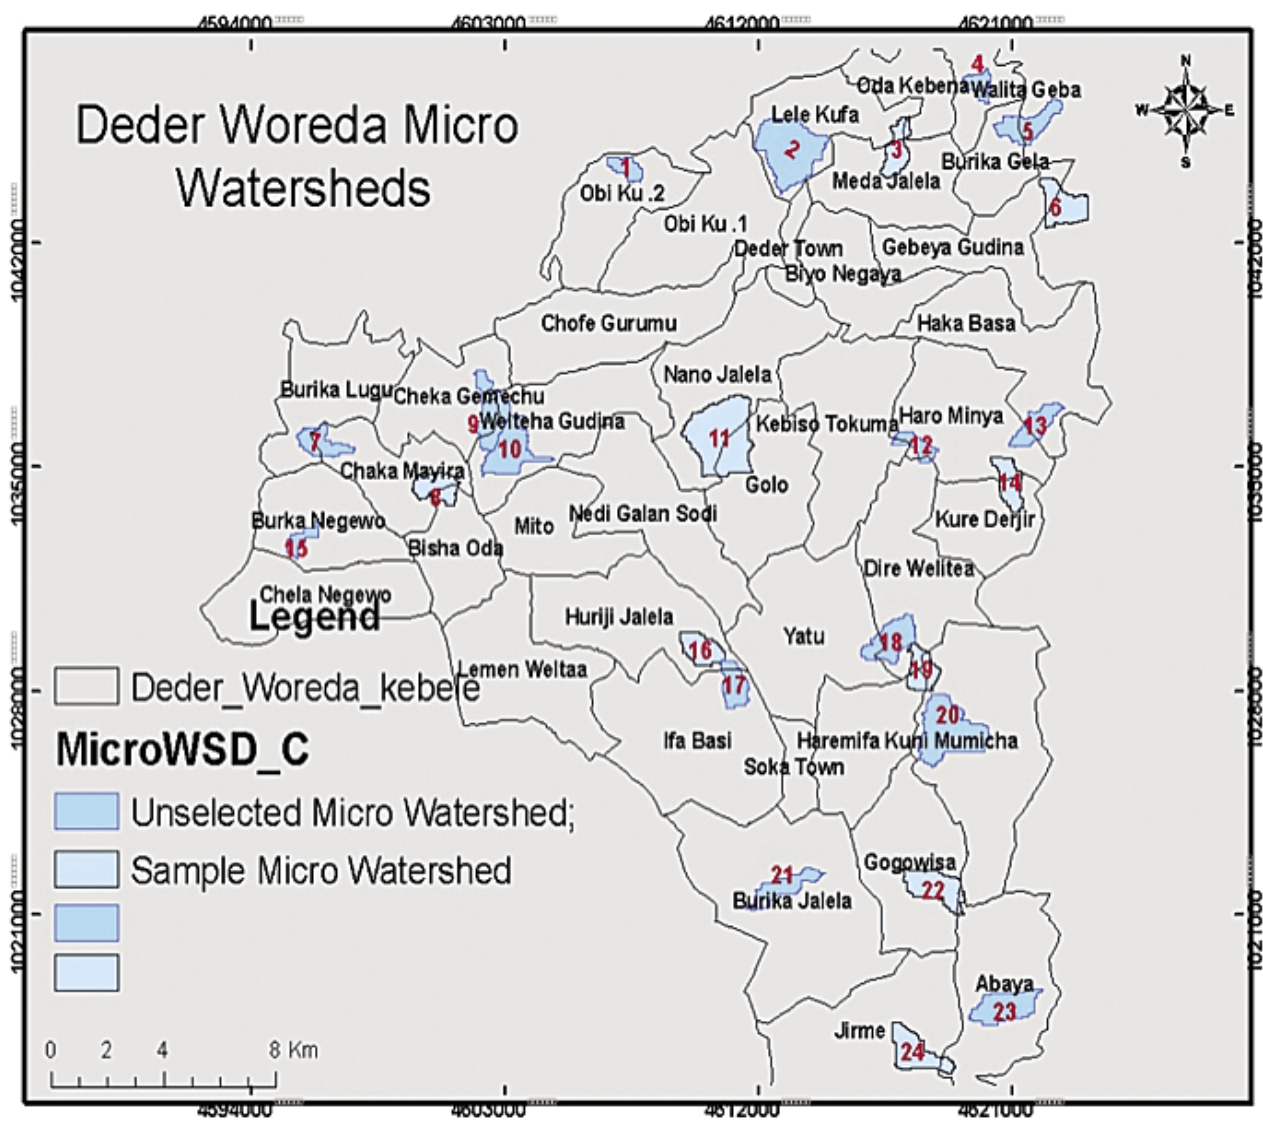 4594000 4603000 4612000 4621000
Deder Woreda Micro
Watersheds
N
W E
S
4
Oda Kebena Walita Geba
Lele Kufa
5
2 3
Burika Gela
1
Meda Jalela
Obi Ku .2
6
Obi Ku .1
Deder Town Gebeya Gudina
Biyo Negaya
1042000 1042000
Chofe Gurumu Haka Basa
Nano Jalela
Burika Lugu Cheka Gemechu
Haro Minya
9 Welteha Gudina Kebiso Tokuma
13
7 10 11 12
Chaka Mayira
Golo 14
8
1035000 1035000
Burka Negewo Mito Nedi Galan Sodi Kure Derjir
15 Bisha Oda
Dire Welitea
Chela Negewo
Legend
Huriji Jalela
Yatu
16 18
Lemen Weltaa 19
Deder_Woreda_kebele
17
1028000 1028000
20
MicroWSD_C
Ifa Basi Haremifa Kuni Mumicha
Soka Town
Unselected Micro Watershed;
Sample Micro Watershed
Gogowisa
21 22
Burika Jalela
1021000 1021000
Abaya
23
Jirme
24
0 2 4 8 Km
4594000 4603000 4612000 4621000